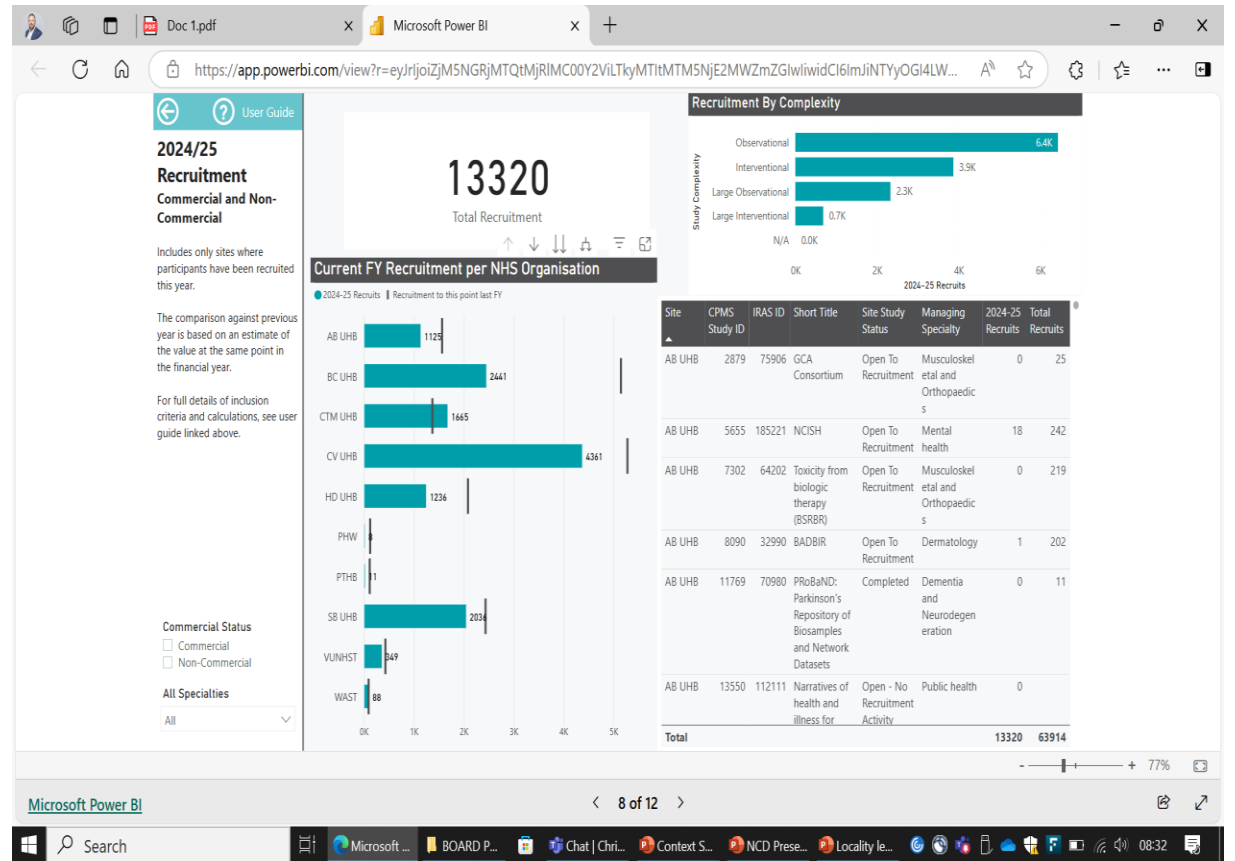 Doc 1.pdf
Microsoft Power BI
https://app.powerbi.com/view?r=eyJrIjoiZjM5NGRjMTQtMjRlMC00Y2ViLTkyMTItMTM5NjE2MWZmZGIwIiwidCI6ImJiNTYyOGI4LW...
User Guide
2024/25
Recruitment
Commercial and Non-
Commercial
Includes only sites where
participants have been recruited
this year.
The comparison against previous
year is based on an estimate of
the value at the same point in
the financial year.
For full details of inclusion
criteria and calculations, see user
guide linked above.
Commercial Status
Commercial
Non-Commercial
All Specialties
All
13320
Total Recruitment
Current FY Recruitment per NHS Organisation
2024-25 Recruits Recruitment to this point last FY
AB UHB 1125
BC UHB 2441
CTM UHB 1665
CV UHB 4361
HD UHB 1236
PHW 8
PTHB 11
SB UHB 2036
VUNHST 349
WAST 88
0K 1K 2K 3K 4K 5K
Recruitment By Complexity
Study Complexity
Observational 6.4K
Interventional 3.9K
Large Observational 2.3K
Large Interventional 0.7K
N/A 0.0K
0K 2K 4K 6K
2024-25 Recruits
Site CPMS IRAS ID Short Title Site Study Managing 2024-25 Total
Study ID Status Specialty Recruits Recruits
AB UHB 2879 75906 GCA Open To Musculoskel 0 25
Consortium Recruitment etal and
Orthopaedic
s
AB UHB 5655 185221 NCISH Open To Mental 18 242
Recruitment health
AB UHB 7302 64202 Toxicity from Open To Musculoskel 0 219
biologic Recruitment etal and
therapy Orthopaedic
(BSRBR) s
AB UHB 8090 32990 BADBIR Open To Dermatology 1 202
Recruitment
AB UHB 11769 70980 PRoBaND: Completed Dementia 0 11
Parkinson's and
Repository of Neurodegen
Biosamples eration
and Network
Datasets
AB UHB 13550 112111 Narratives of Open - No Public health 0
health and Recruitment
illness for Activity
Total 13320 63914
77%
Microsoft Power BI
8 of 12
Search
Microsoft ...
BOARD P...
Chat | Chri...
Context S...
NCD Prese...
Locality le...
08:32